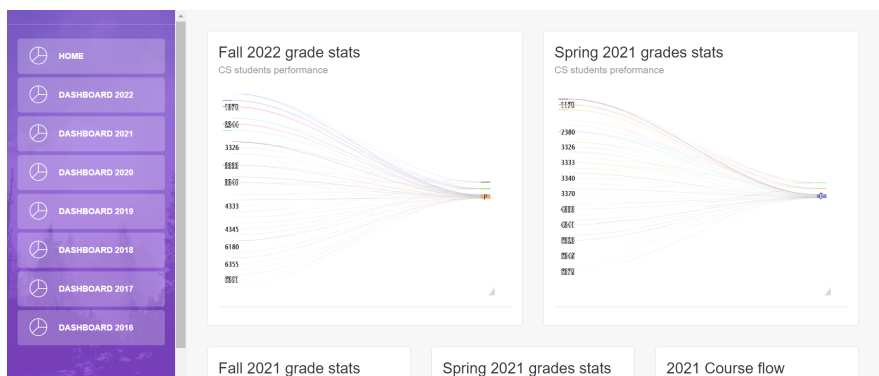 HOME
DASHBOARD 2022
DASHBOARD 2021
DASHBOARD 2020
DASHBOARD 2019
DASHBOARD 2018
DASHBOARD 2017
DASHBOARD 2016
Fall 2022 grade stats
CS students performance
3326
4333
4345
6180
6355
P
Spring 2021 grades stats
CS students preformance
2380
3326
3333
3340
3370
Fall 2021 grade stats
Spring 2021 grades stats
2021 Course flow